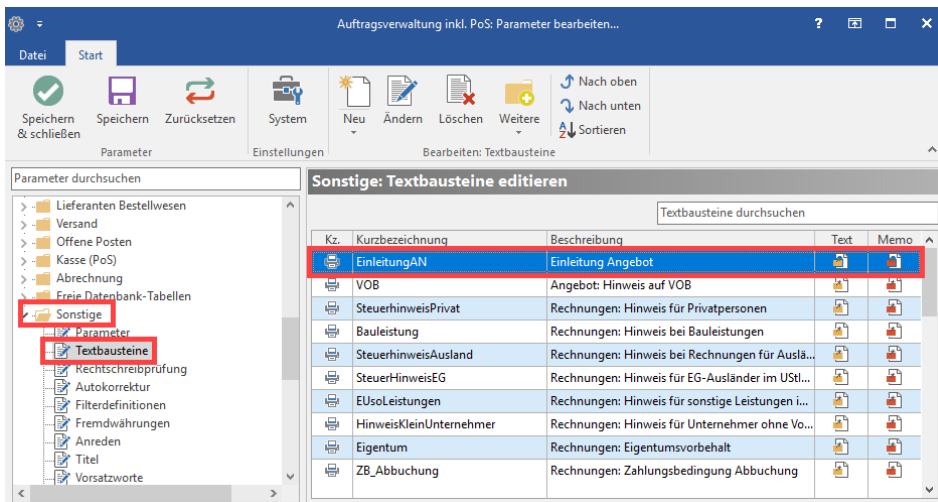 Auftragsverwaltung inkl. PoS: Parameter bearbeiten...
?
Datei Start
Speichern & schließen
Speichern
Zurücksetzen
System
Neu
Ändern
Löschen
Weitere
Nach oben
Nach unten
Sortieren
Parameter
Einstellungen
Bearbeiten: Textbausteine
Parameter durchsuchen
Lieferanten Bestellwesen
Versand
Offene Posten
Kasse (PoS)
Abrechnung
Freie Datenbank-Tabellen
Sonstige
Parameter
Textbausteine
Rechtschreibprüfung
Autokorrektur
Filterdefinitionen
Fremdwährungen
Anreden
Titel
Vorsatzworte
Sonstige: Textbausteine editieren
Textbausteine durchsuchen
Kz. Kurzbezeichnung Beschreibung Text Memo
EinleitungAN Einleitung Angebot
VOB Angebot: Hinweis auf VOB
SteuerhinweisPrivat Rechnungen: Hinweis für Privatpersonen
Bauleistung Rechnungen: Hinweis bei Bauleistungen
SteuerhinweisAusland Rechnungen: Hinweis bei Rechnungen für Auslä...
SteuerHinweisEG Rechnungen: Hinweis für EG-Ausländer im UStI...
EUsoLeistungen Rechnungen: Hinweis für sonstige Leistungen i...
HinweisKleinUnternehmer Rechnungen: Hinweis für Unternehmer ohne Vo...
Eigentum Rechnungen: Eigentumsvorbehalt
ZB_Abbuchung Rechnungen: Zahlungsbedingung Abbuchung